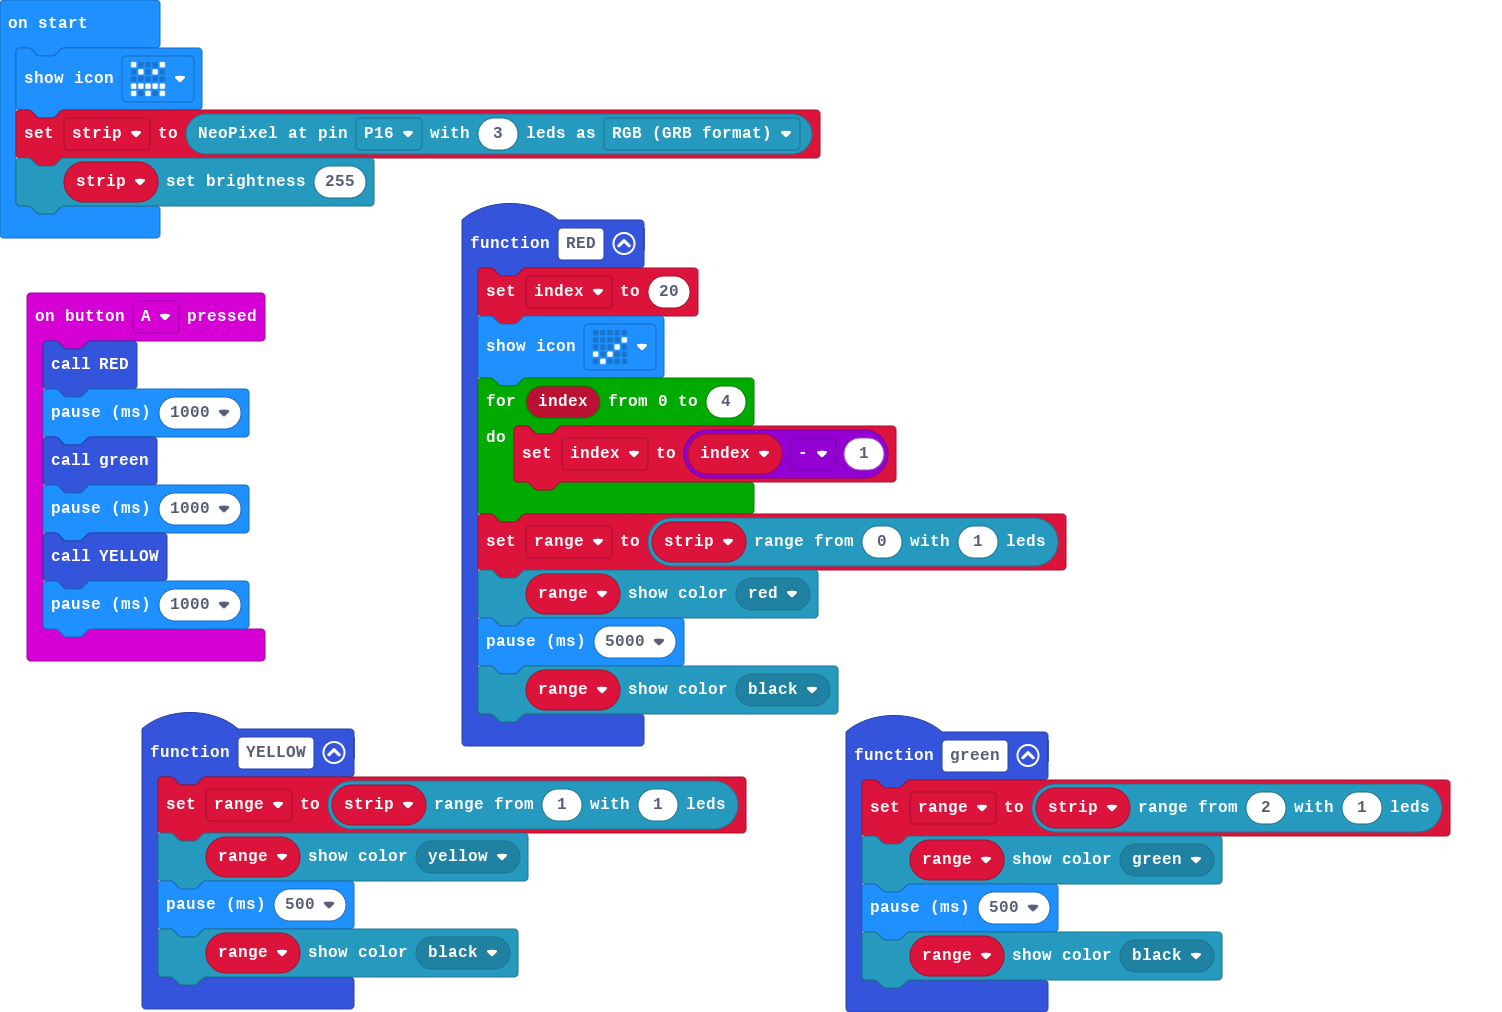 on start
show icon
set strip to NeoPixel at pin P16 with 3 leds as RGB (GRB format)
strip set brightness 255
on button A pressed
call RED
pause (ms) 1000
call green
pause (ms) 1000
call YELLOW
pause (ms) 1000
function RED
set index to 20
show icon
for index from 0 to 4
do
set index to index - 1
set range to strip range from 0 with 1 leds
range show color red
pause (ms) 5000
range show color black
function YELLOW
set range to strip range from 1 with 1 leds
range show color yellow
pause (ms) 500
range show color black
function green
set range to strip range from 2 with 1 leds
range show color green
pause (ms) 500
range show color black